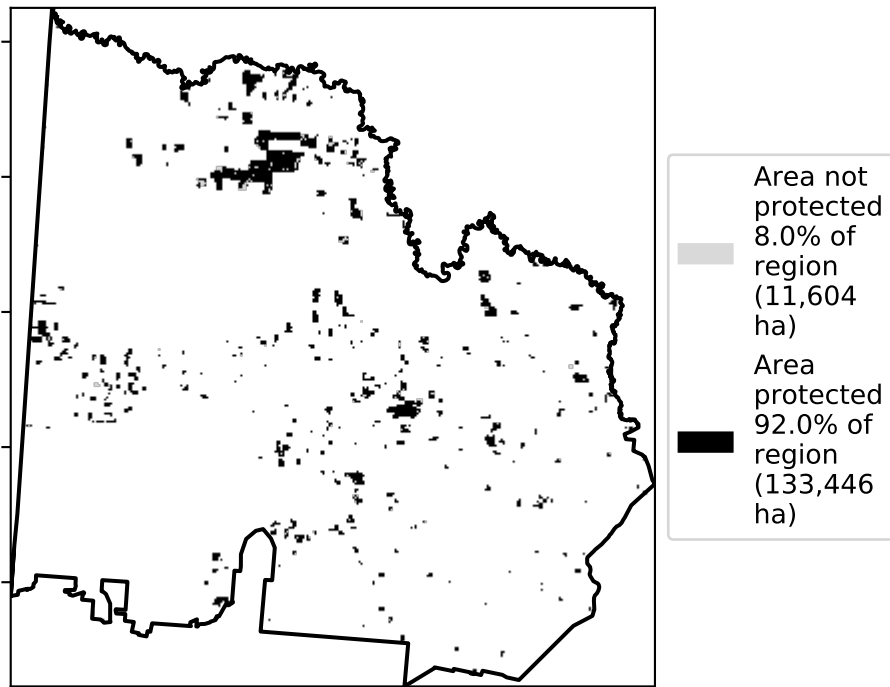 Area not
protected
8.0% of
region
(11,604
ha)
Area
protected
92.0% of
region
(133,446
ha)